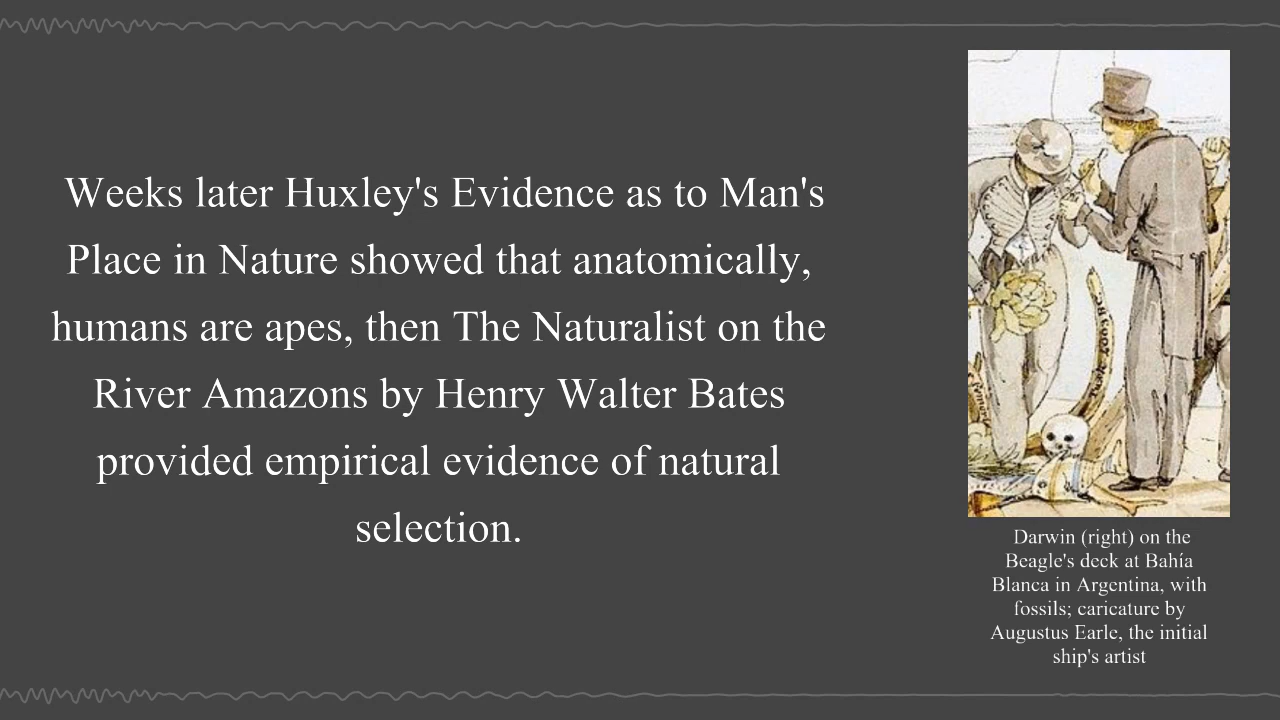 Weeks later Huxley's Evidence as to Man's
Place in Nature showed that anatomically,
humans are apes, then The Naturalist on the
River Amazons by Henry Walter Bates
provided empirical evidence of natural
selection.
Darwin (right) on the
Beagle's deck at Bahía
Blanca in Argentina, with
fossils; caricature by
Augustus Earle, the initial
ship's artist